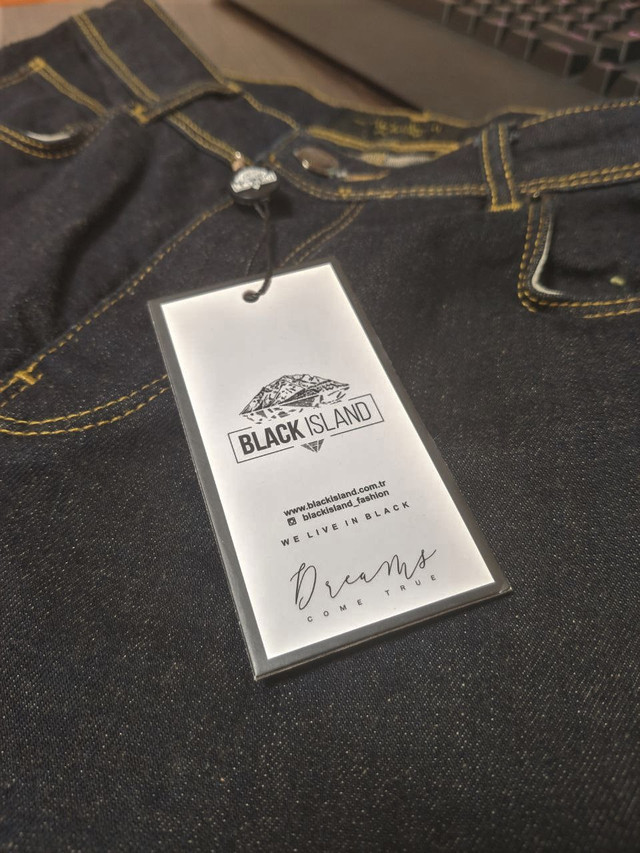 BLACK ISLAND
www.blackisland.com.tr
blackisland_fashion
WE LIVE IN BLACK
Dreams
COME TRUE